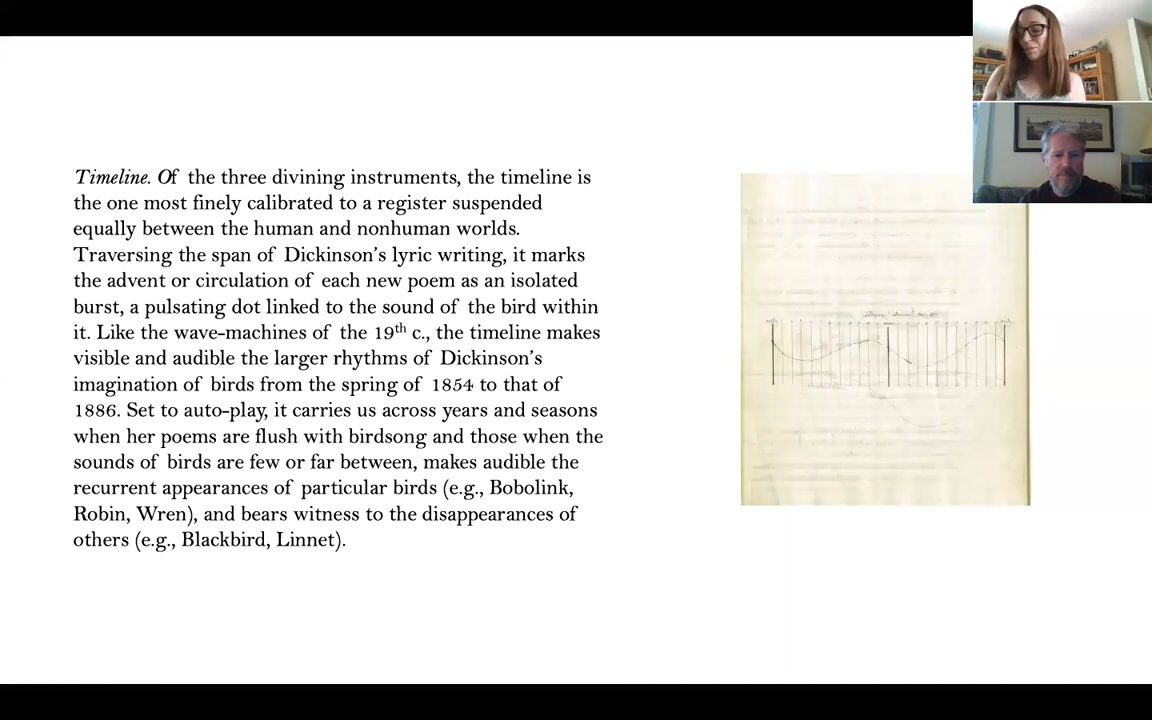 Timeline. Of the three divining instruments, the timeline is
the one most finely calibrated to a register suspended
equally between the human and nonhuman worlds.
Traversing the span of Dickinson's lyric writing, it marks
the advent or circulation of each new poem as an isolated
burst, a pulsating dot linked to the sound of the bird within
it. Like the wave-machines of the 19th c., the timeline makes
visible and audible the larger rhythms of Dickinson's
imagination of birds from the spring of 1854 to that of
1886. Set to auto-play, it carries us across years and seasons
when her poems are flush with birdsong and those when the
sounds of birds are few or far between, makes audible the
recurrent appearances of particular birds (e.g., Bobolink,
Robin, Wren), and bears witness to the disappearances of
others (e.g., Blackbird, Linnet).